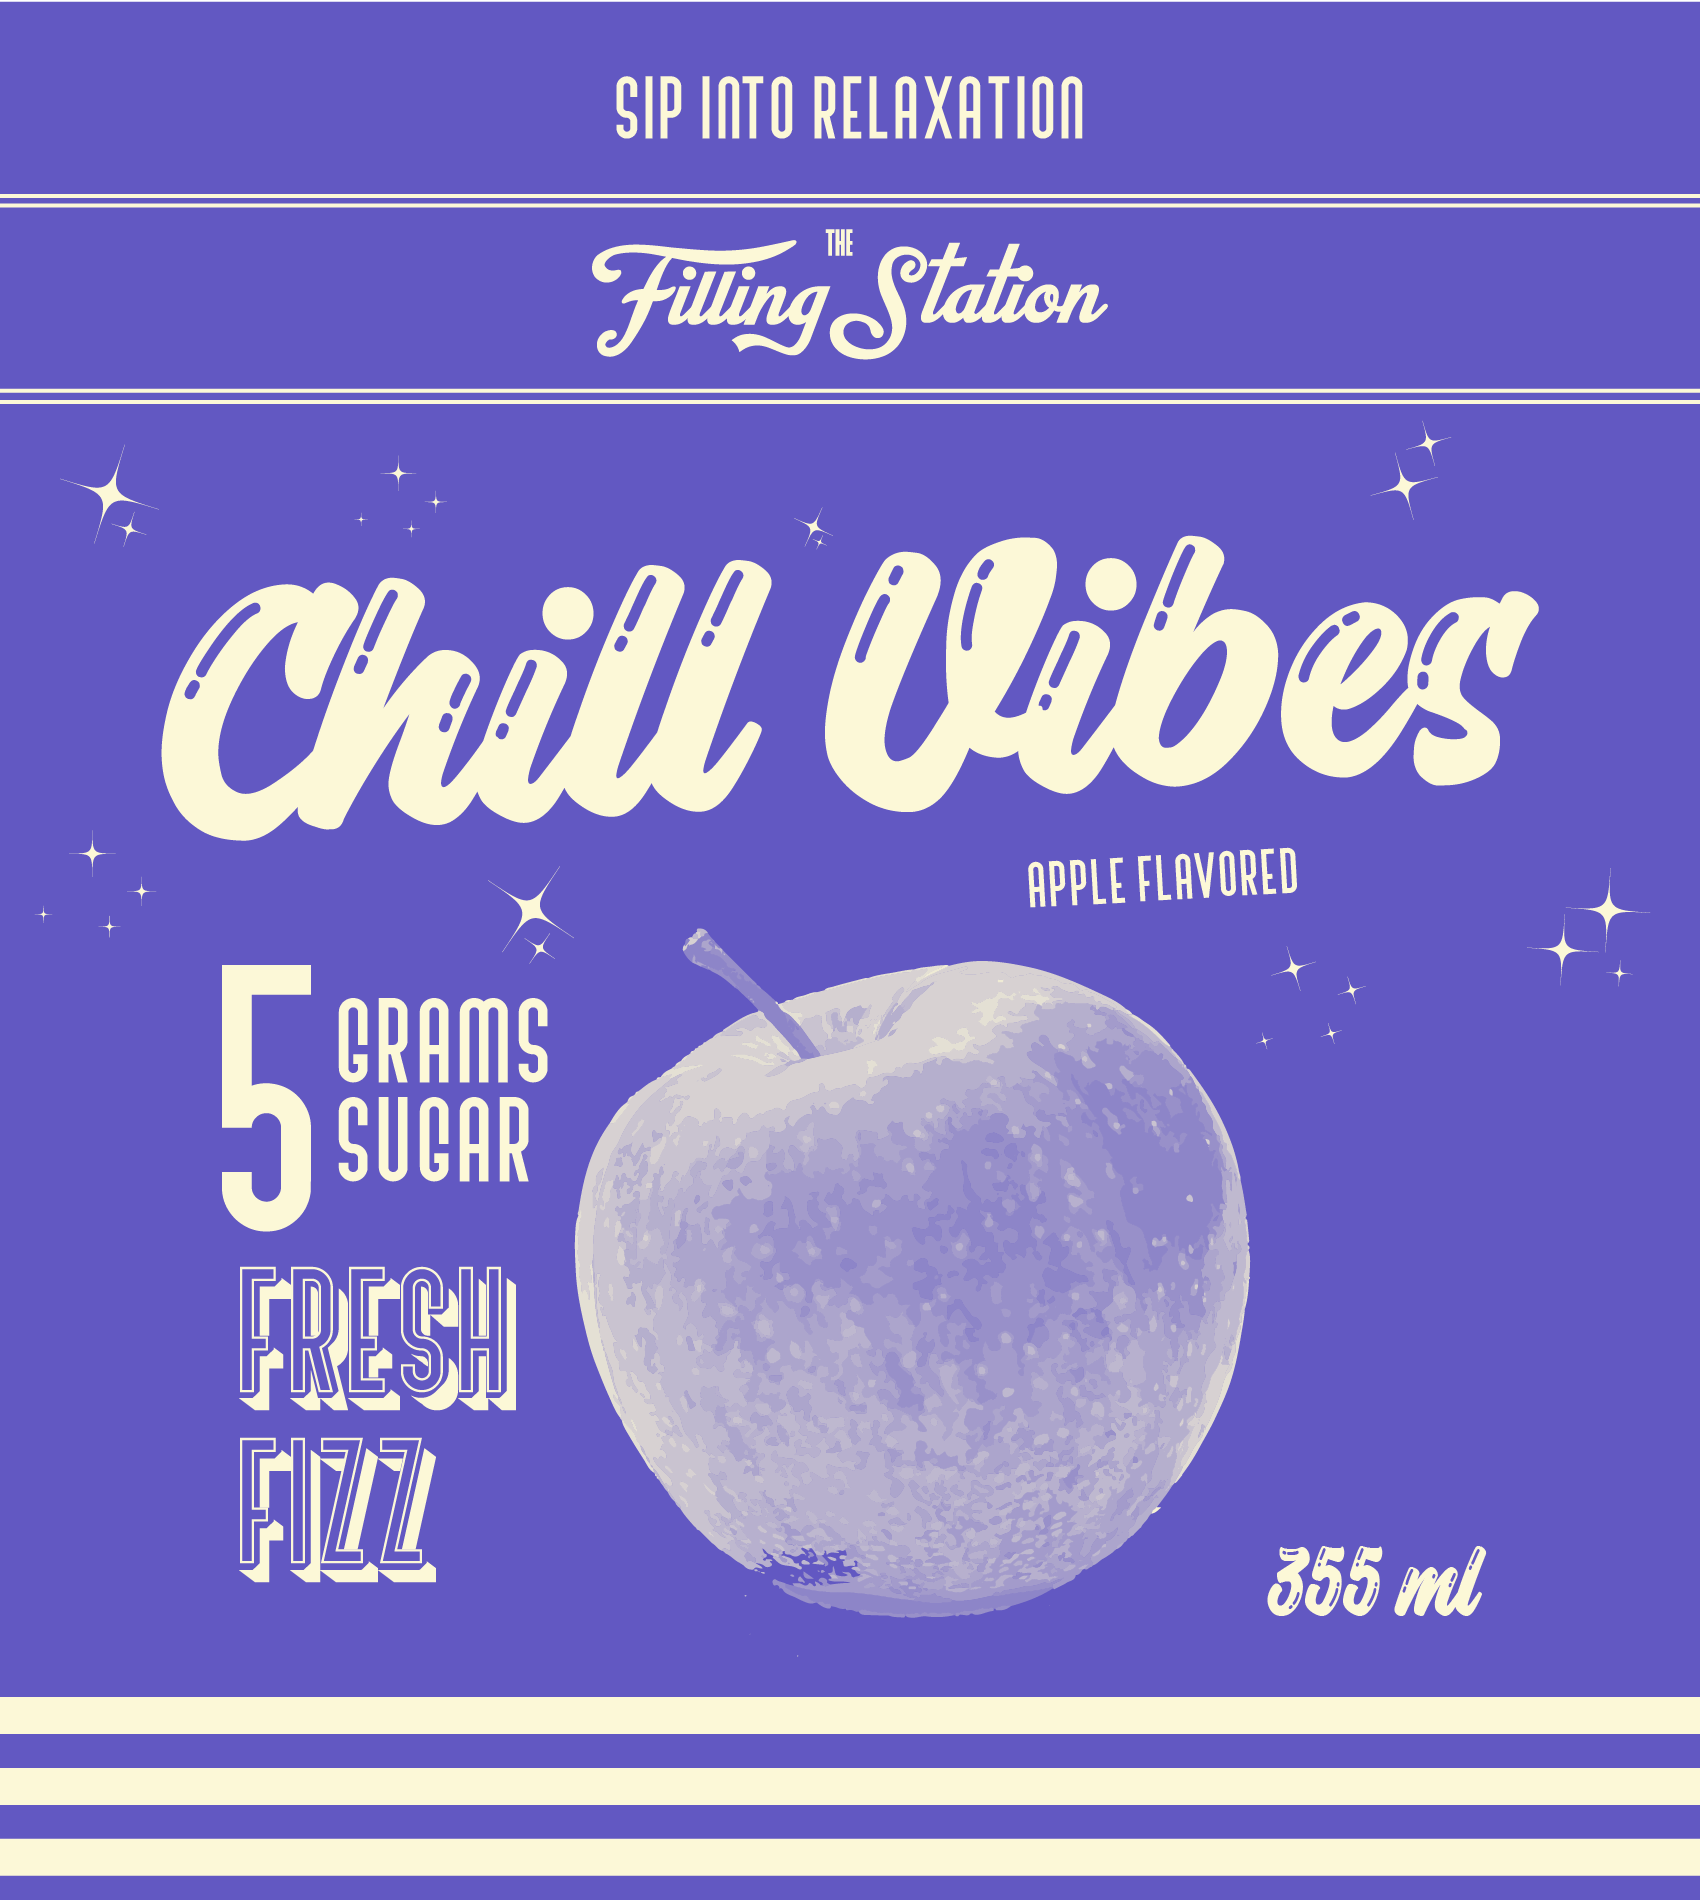 SIP INTO RELAXATION
THE
Filling Station
Chill Vibes
APPLE FLAVORED
5 GRAMS
SUGAR
FRESH
FIZZ
355 ml